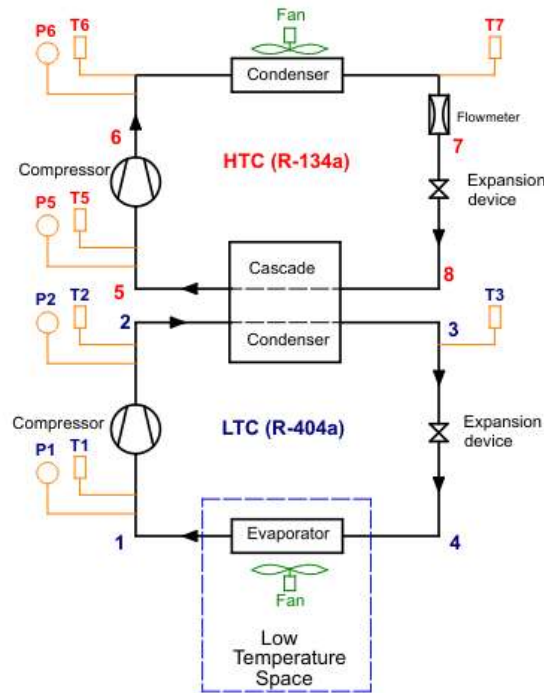 Fan
P6
T6
T7
Condenser
Flowmeter
6
7
HTC (R-134a)
Compressor
Expansion
device
P5
T5
Cascade
8
5
P2
T2
2
3
T3
Condenser
Compressor
LTC (R-404a)
Expansion
device
P1
T1
1
Evaporator
4
Fan
Low
Temperature
Space